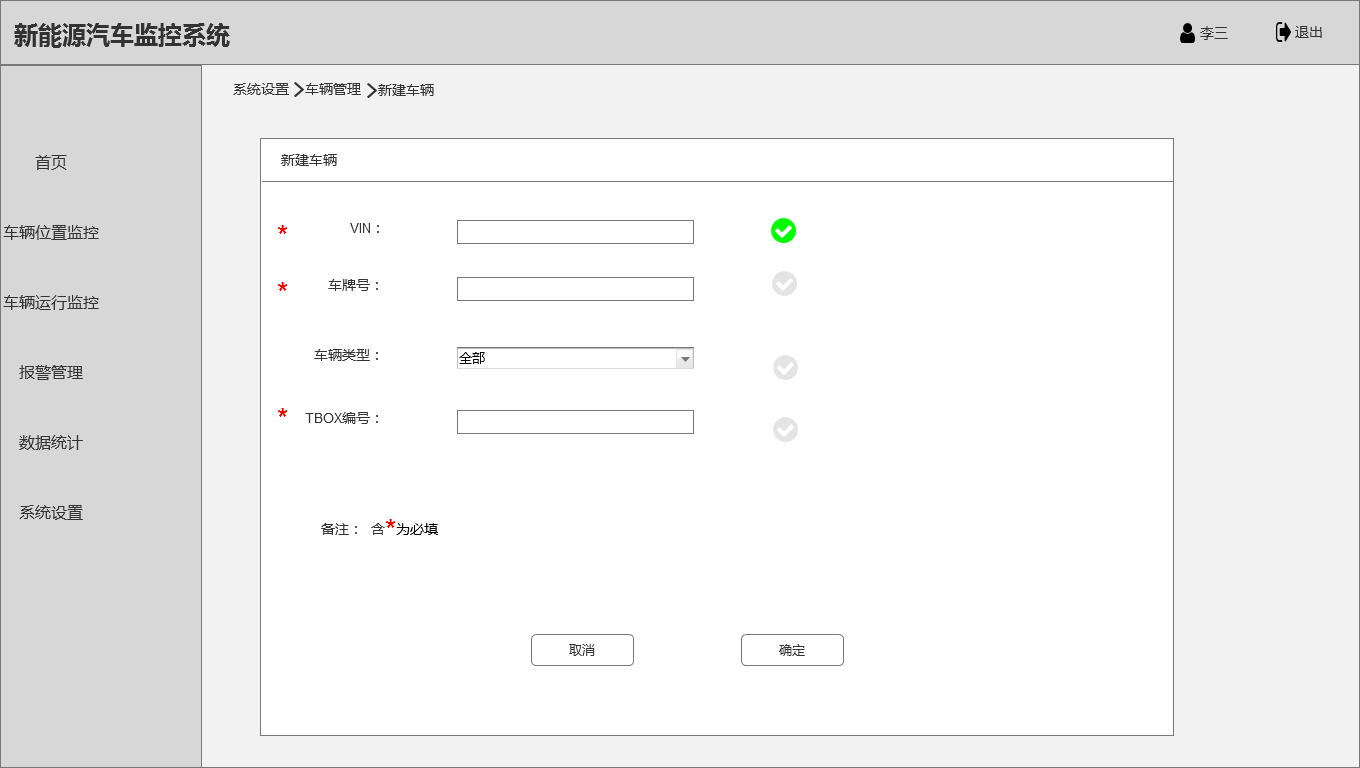 新能源汽车监控系统
李三
退出
系统设置
车辆管理
新建车辆
首页
车辆位置监控
车辆运行监控
报警管理
数据统计
系统设置
新建车辆
* VIN：
* 车牌号：
车辆类型： 全部
* TBOX编号：
备注： 含*为必填
取消
确定